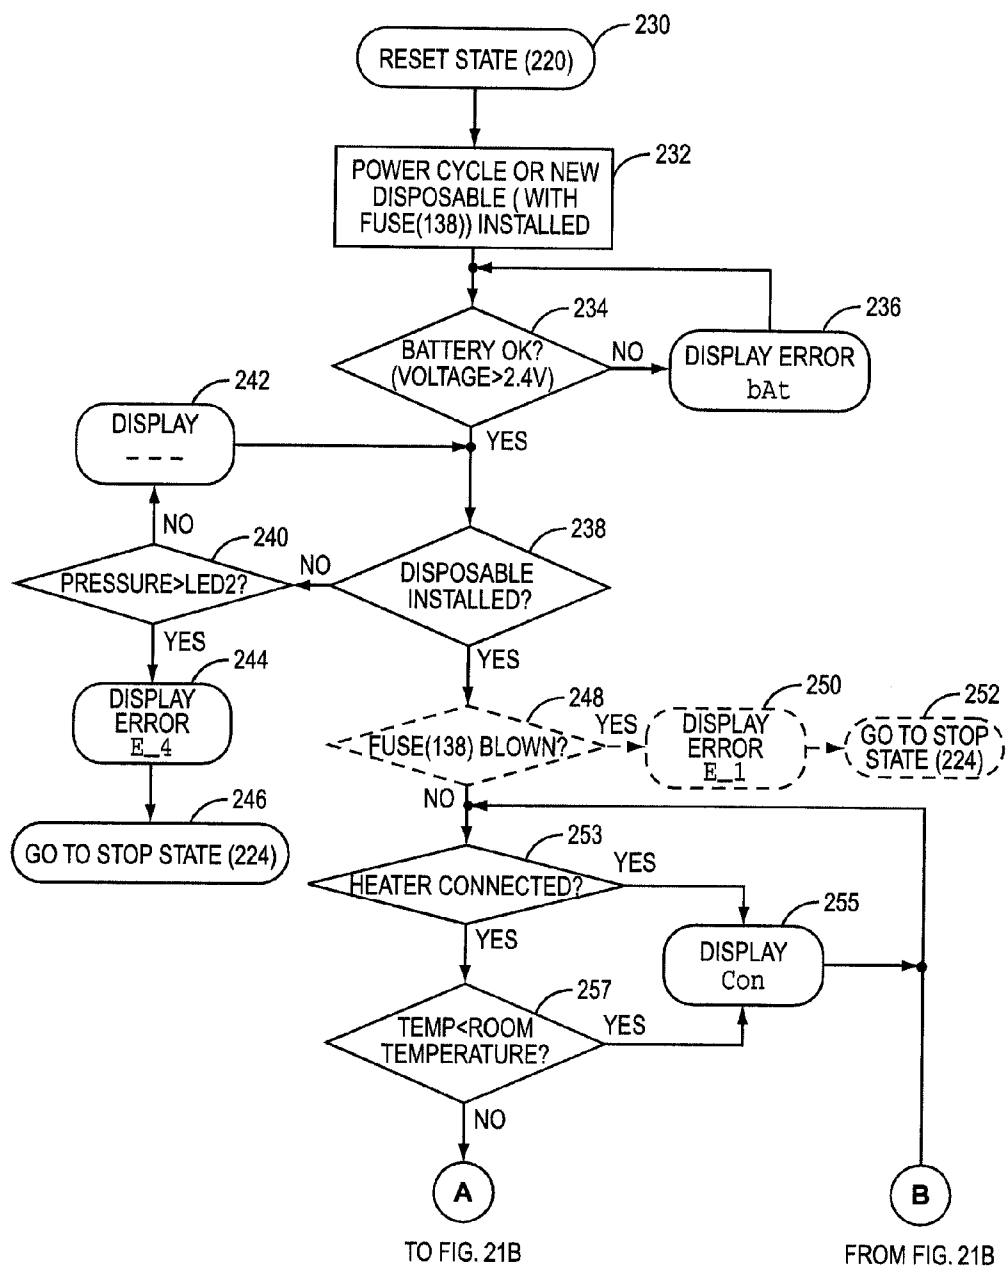 230
RESET STATE (220)
232
POWER CYCLE OR NEW
DISPOSABLE ( WITH
FUSE(138)) INSTALLED
234
BATTERY OK?
(VOLTAGE>2.4V)
NO
236
DISPLAY ERROR
bAt
YES
242
DISPLAY
_ _ _
NO
240
PRESSURE>LED2?
NO
238
DISPOSABLE
INSTALLED?
YES
244
DISPLAY
ERROR
E_4
246
GO TO STOP STATE (224)
YES
248
FUSE(138) BLOWN?
YES
250
DISPLAY
ERROR
E_1
252
GO TO STOP
STATE (224)
NO
253
HEATER CONNECTED?
YES
YES
255
DISPLAY
Con
257
TEMP<ROOM
TEMPERATURE?
YES
NO
A
TO FIG. 21B
B
FROM FIG. 21B